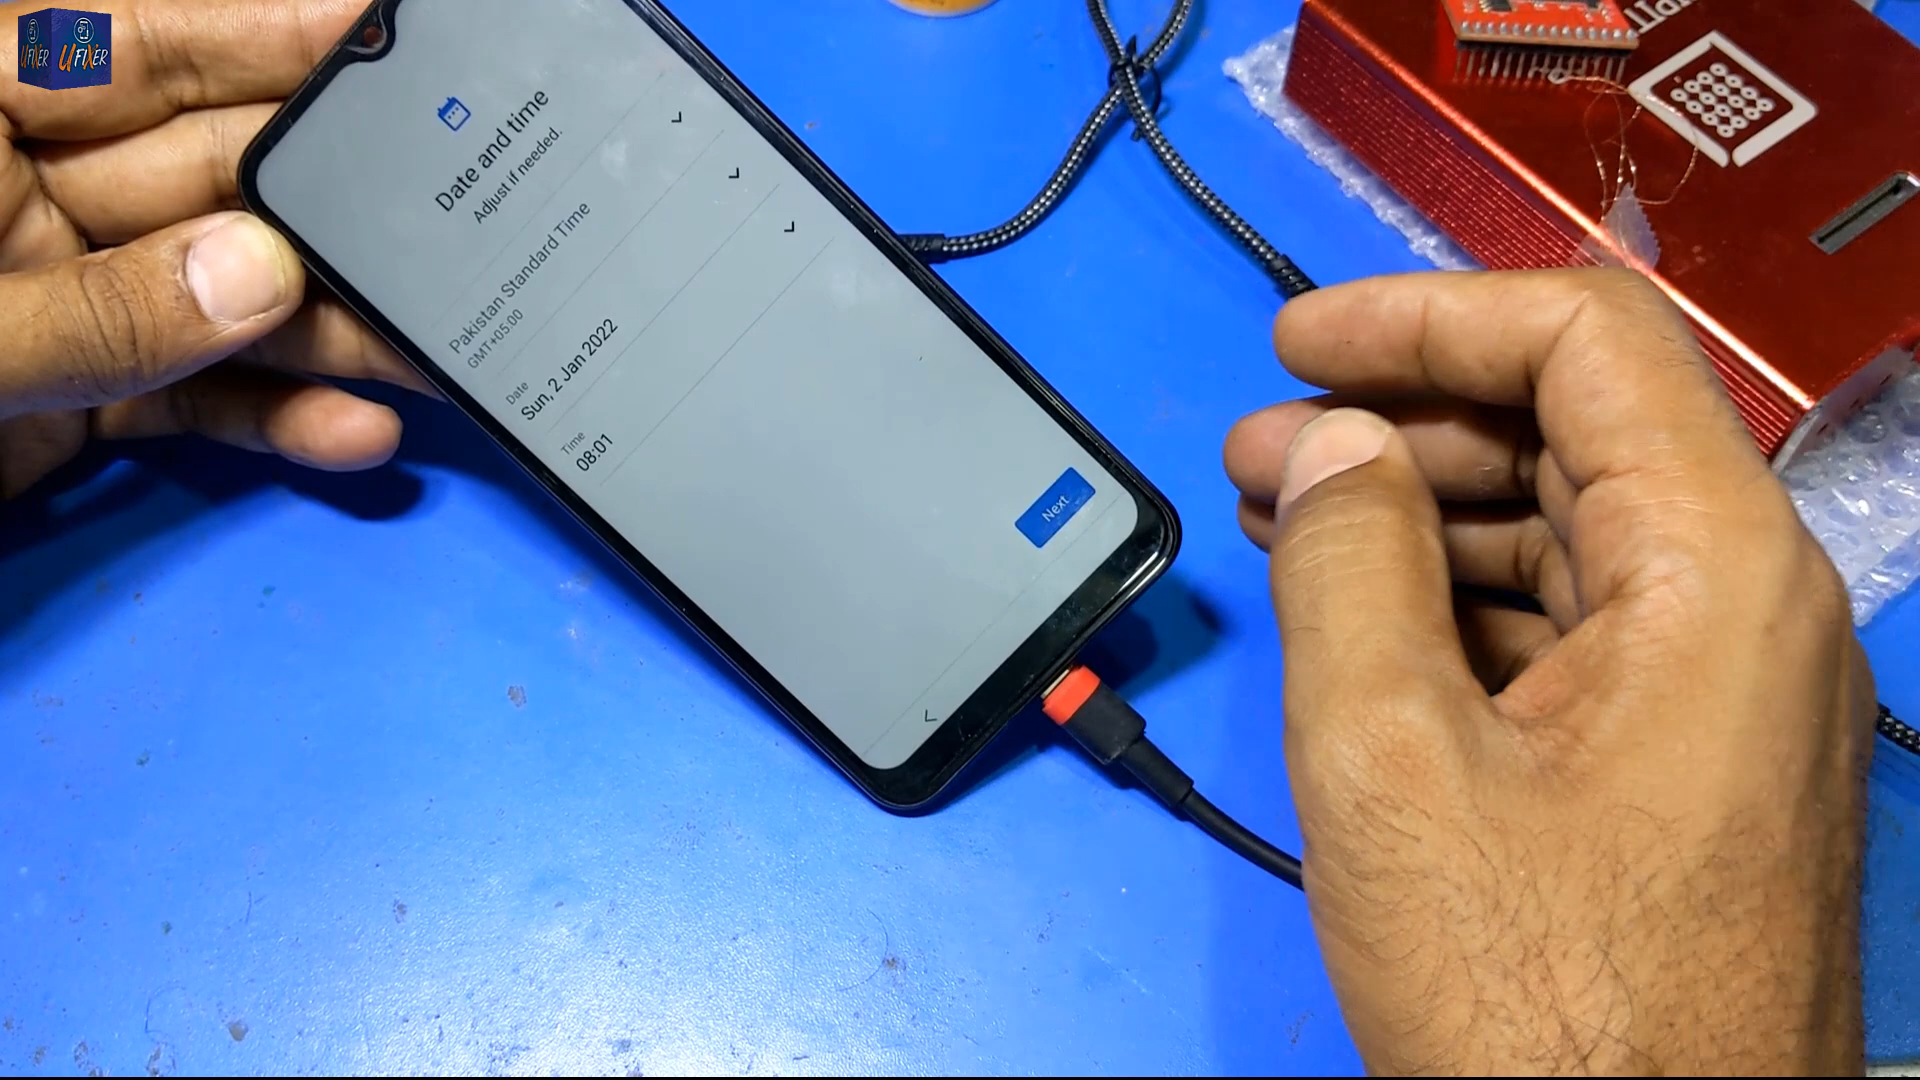 UFiXER
UFiXER
Date and time
Adjust if needed.
Pakistan Standard Time
GMT+05:00
Date
Sun, 2 Jan 2022
Time
08:01
Next